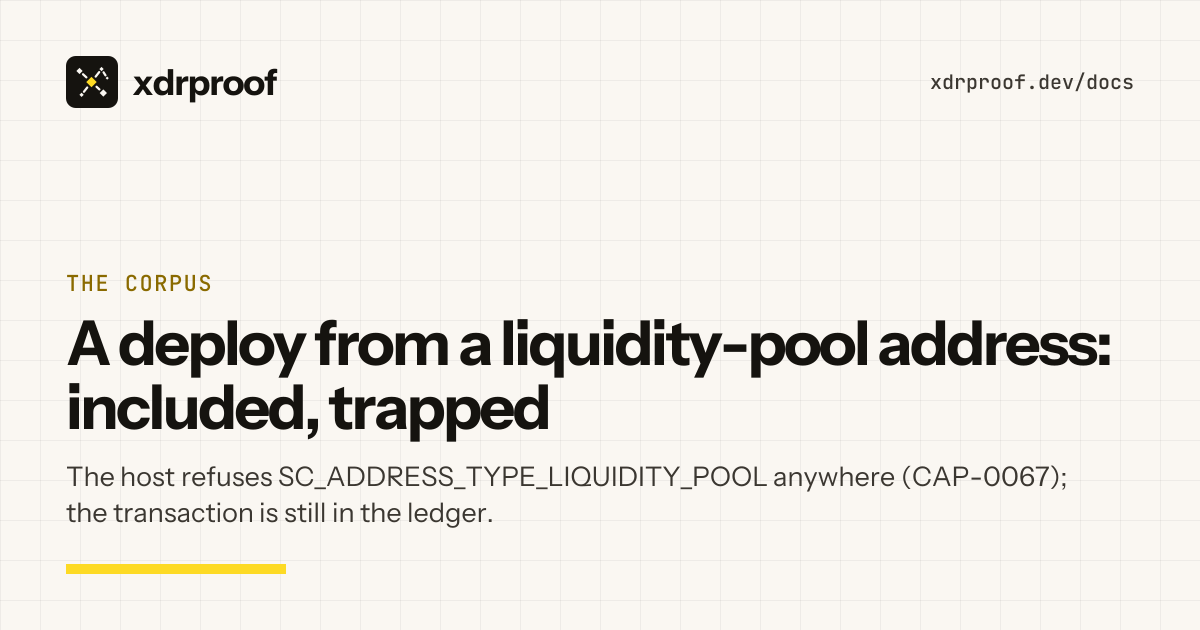 xdrproof
xdrproof.dev/docs
THE CORPUS
A deploy from a liquidity-pool address:
included, trapped
The host refuses SC_ADDRESS_TYPE_LIQUIDITY_POOL anywhere (CAP-0067);
the transaction is still in the ledger.